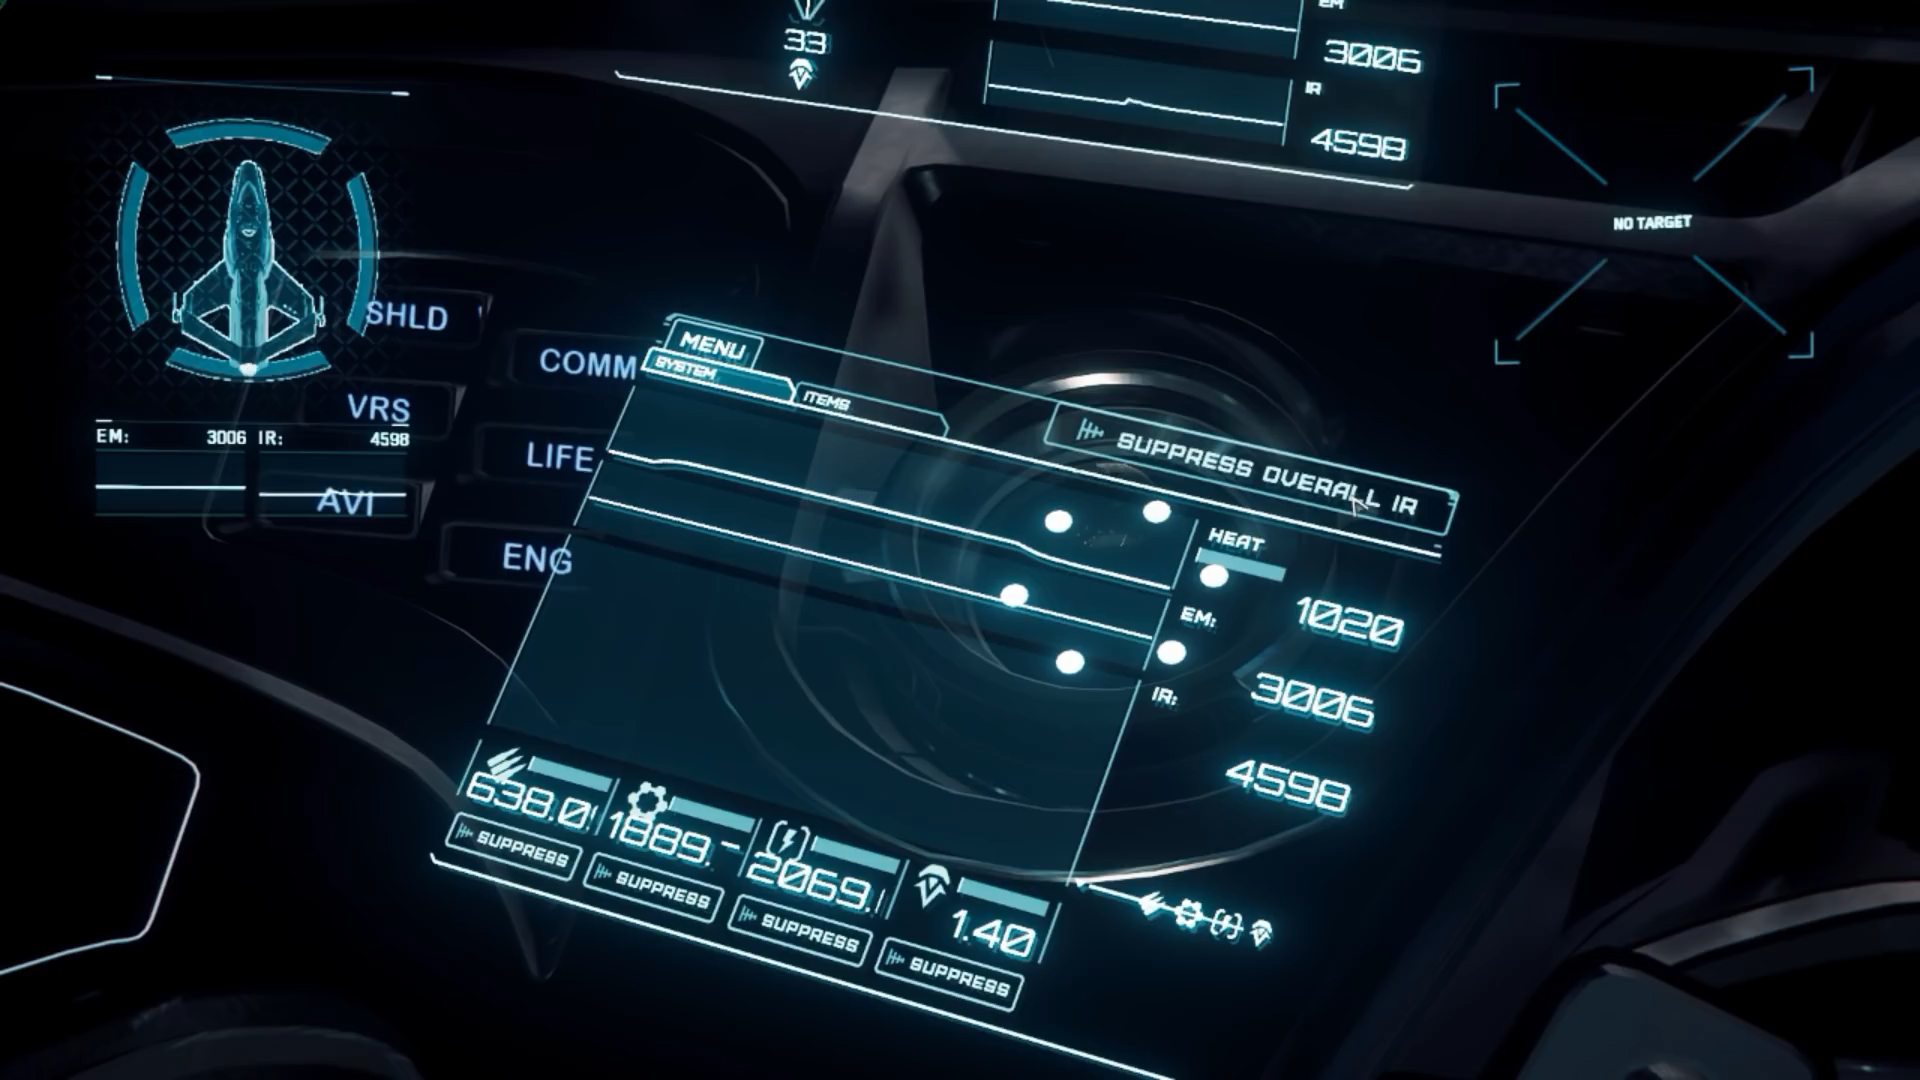 33
EM
3006
IR
4598
NO TARGET
SHLD
COMM
VRS
LIFE
AVI
ENG
EM: 3006 IR: 4598
MENU
SYSTEM
ITEMS
SUPPRESS OVERALL IR
HEAT
1020
EM:
3006
IR:
4598
638.0
1889.
2069.
1.40
SUPPRESS
SUPPRESS
SUPPRESS
SUPPRESS